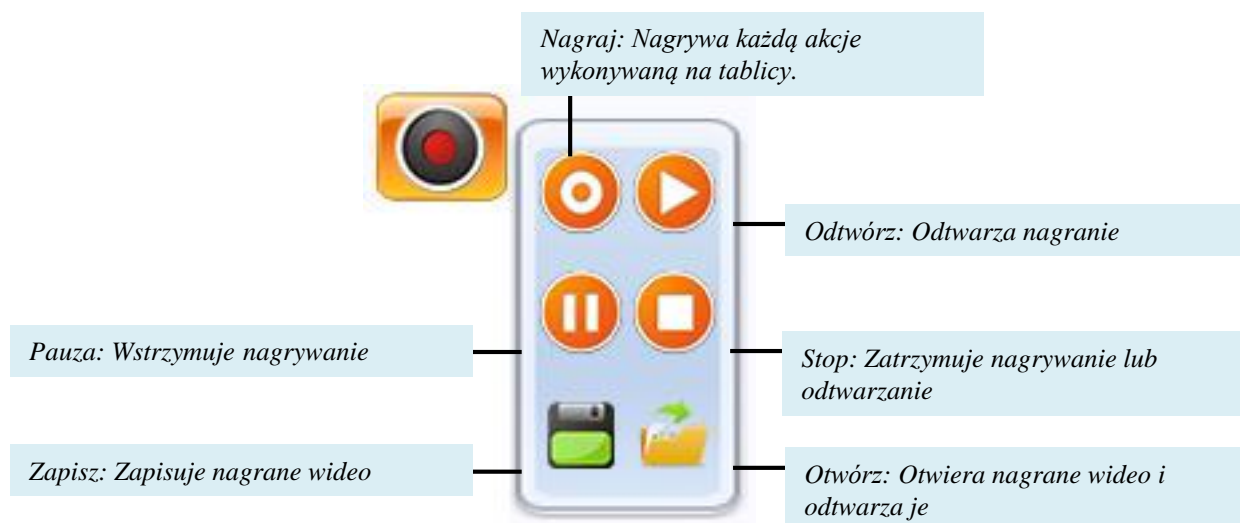 Nagraj: Nagrywa każdą akcje
wykonywaną na tablicy.
Odtwórz: Odtwarza nagranie
Pauza: Wstrzymuje nagrywanie
Stop: Zatrzymuje nagrywanie lub
odtwarzanie
Zapisz: Zapisuje nagrane wideo
Otwórz: Otwiera nagrane wideo i
odtwarza je